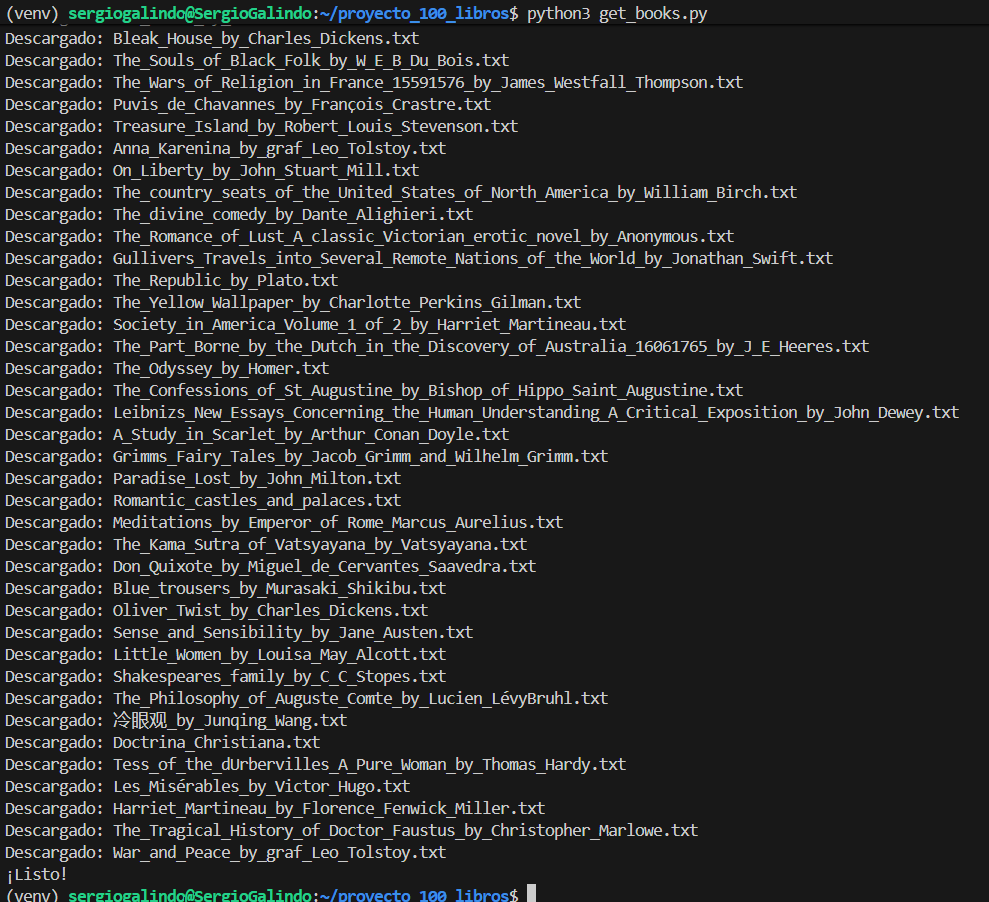 (venv) sergiogalindo@SergioGalindo:~/proyecto_100_libros$ python3 get_books.py
Descargado: Bleak_House_by_Charles_Dickens.txt
Descargado: The_Souls_of_Black_Folk_by_W_E_B_Du_Bois.txt
Descargado: The_Wars_of_Religion_in_France_15591576_by_James_Westfall_Thompson.txt
Descargado: Puvis_de_Chavannes_by_François_Crastre.txt
Descargado: Treasure_Island_by_Robert_Louis_Stevenson.txt
Descargado: Anna_Karenina_by_graf_Leo_Tolstoy.txt
Descargado: On_Liberty_by_John_Stuart_Mill.txt
Descargado: The_country_seats_of_the_United_States_of_North_America_by_William_Birch.txt
Descargado: The_divine_comedy_by_Dante_Alighieri.txt
Descargado: The_Romance_of_Lust_A_classic_Victorian_erotic_novel_by_Anonymous.txt
Descargado: Gullivers_Travels_into_Several_Remote_Nations_of_the_World_by_Jonathan_Swift.txt
Descargado: The_Republic_by_Plato.txt
Descargado: The_Yellow_Wallpaper_by_Charlotte_Perkins_Gilman.txt
Descargado: Society_in_America_Volume_1_of_2_by_Harriet_Martineau.txt
Descargado: The_Part_Borne_by_the_Dutch_in_the_Discovery_of_Australia_16061765_by_J_E_Heeres.txt
Descargado: The_Odyssey_by_Homer.txt
Descargado: The_Confessions_of_St_Augustine_by_Bishop_of_Hippo_Saint_Augustine.txt
Descargado: Leibnizs_New_Essays_Concerning_the_Human_Understanding_A_Critical_Exposition_by_John_Dewey.txt
Descargado: A_Study_in_Scarlet_by_Arthur_Conan_Doyle.txt
Descargado: Grimms_Fairy_Tales_by_Jacob_Grimm_and_Wilhelm_Grimm.txt
Descargado: Paradise_Lost_by_John_Milton.txt
Descargado: Romantic_castles_and_palaces.txt
Descargado: Meditations_by_Emperor_of_Rome_Marcus_Aurelius.txt
Descargado: The_Kama_Sutra_of_Vatsyayana_by_Vatsyayana.txt
Descargado: Don_Quixote_by_Miguel_de_Cervantes_Saavedra.txt
Descargado: Blue_trousers_by_Murasaki_Shikibu.txt
Descargado: Oliver_Twist_by_Charles_Dickens.txt
Descargado: Sense_and_Sensibility_by_Jane_Austen.txt
Descargado: Little_Women_by_Louisa_May_Alcott.txt
Descargado: Shakespeares_family_by_C_C_Stopes.txt
Descargado: The_Philosophy_of_Auguste_Comte_by_Lucien_LévyBruhl.txt
Descargado: 冷眼观_by_Junqing_Wang.txt
Descargado: Doctrina_Christiana.txt
Descargado: Tess_of_the_dUrbervilles_A_Pure_Woman_by_Thomas_Hardy.txt
Descargado: Les_Misérables_by_Victor_Hugo.txt
Descargado: Harriet_Martineau_by_Florence_Fenwick_Miller.txt
Descargado: The_Tragical_History_of_Doctor_Faustus_by_Christopher_Marlowe.txt
Descargado: War_and_Peace_by_graf_Leo_Tolstoy.txt
¡Listo!
(venv) sergiogalindo@SergioGalindo:~/proyecto_100_libros$